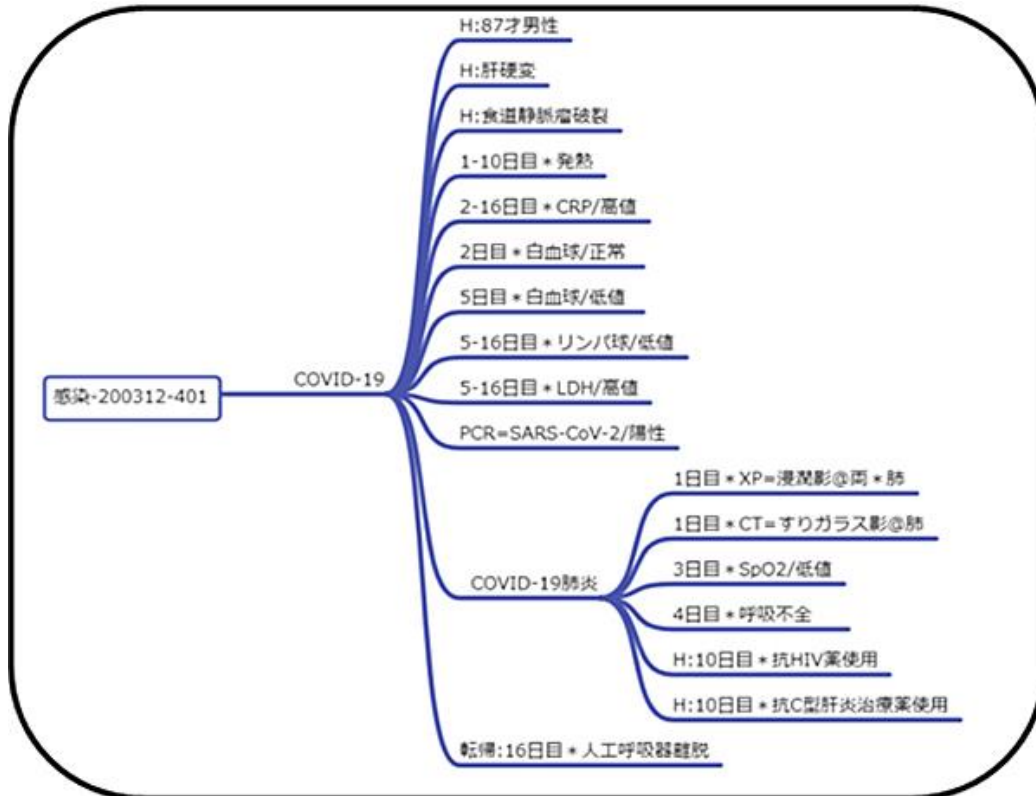 H:87才男性
H:肝硬変
H:食道静脈瘤破裂
1-10日目＊発熱
2-16日目＊CRP/高値
2日目＊白血球/正常
5日目＊白血球/低値
5-16日目＊リンパ球/低値
感染-200312-401
COVID-19
5-16日目＊LDH/高値
PCR=SARS-CoV-2/陽性
1日目＊XP=浸潤影@両＊肺
1日目＊CT=すりガラス影@肺
COVID-19肺炎
3日目＊SpO2/低値
4日目＊呼吸不全
H:10日目＊抗HIV薬使用
H:10日目＊抗C型肝炎治療薬使用
転帰:16日目＊人工呼吸器離脱